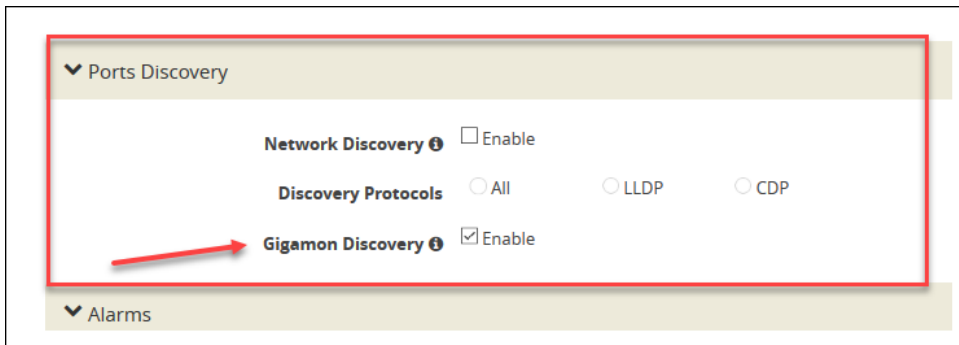 Ports Discovery
Network Discovery Enable
Discovery Protocols All LLDP CDP
Gigamon Discovery Enable
Alarms